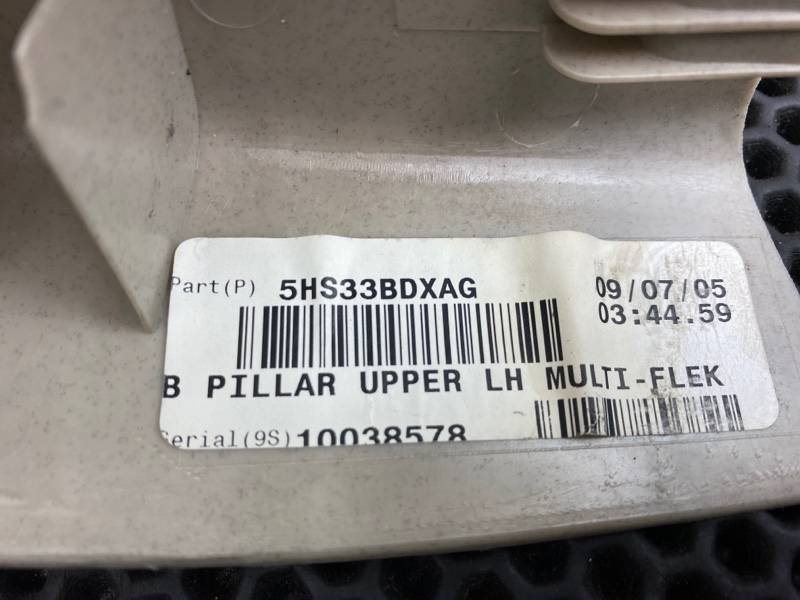 Part(P) 5HS33BDXAG
09/07/05
03:44.59
B PILLAR UPPER LH MULTI-FLEK
Serial(9S) 10038578